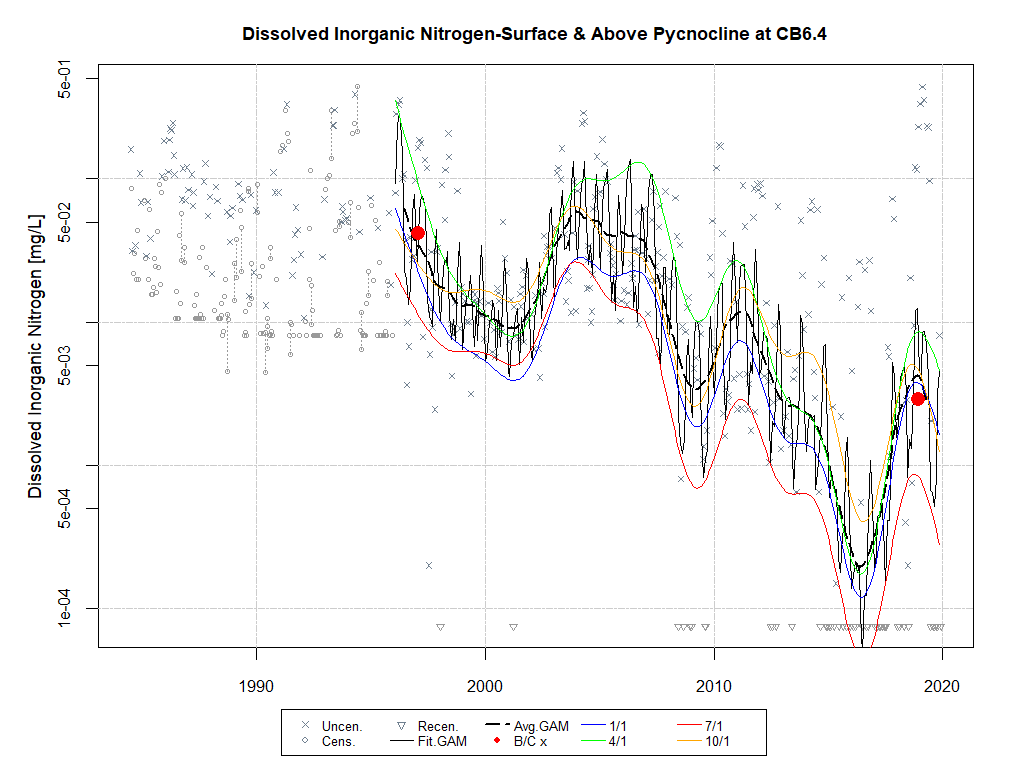 Dissolved Inorganic Nitrogen-Surface & Above Pycnocline at CB6.4
Dissolved Inorganic Nitrogen [mg/L]
5e-01
5e-02
5e-03
5e-04
1e-04
1990 2000 2010 2020
Uncen. Recen. Avg.GAM 1/1 7/1
Cens. Fit.GAM B/C x 4/1 10/1